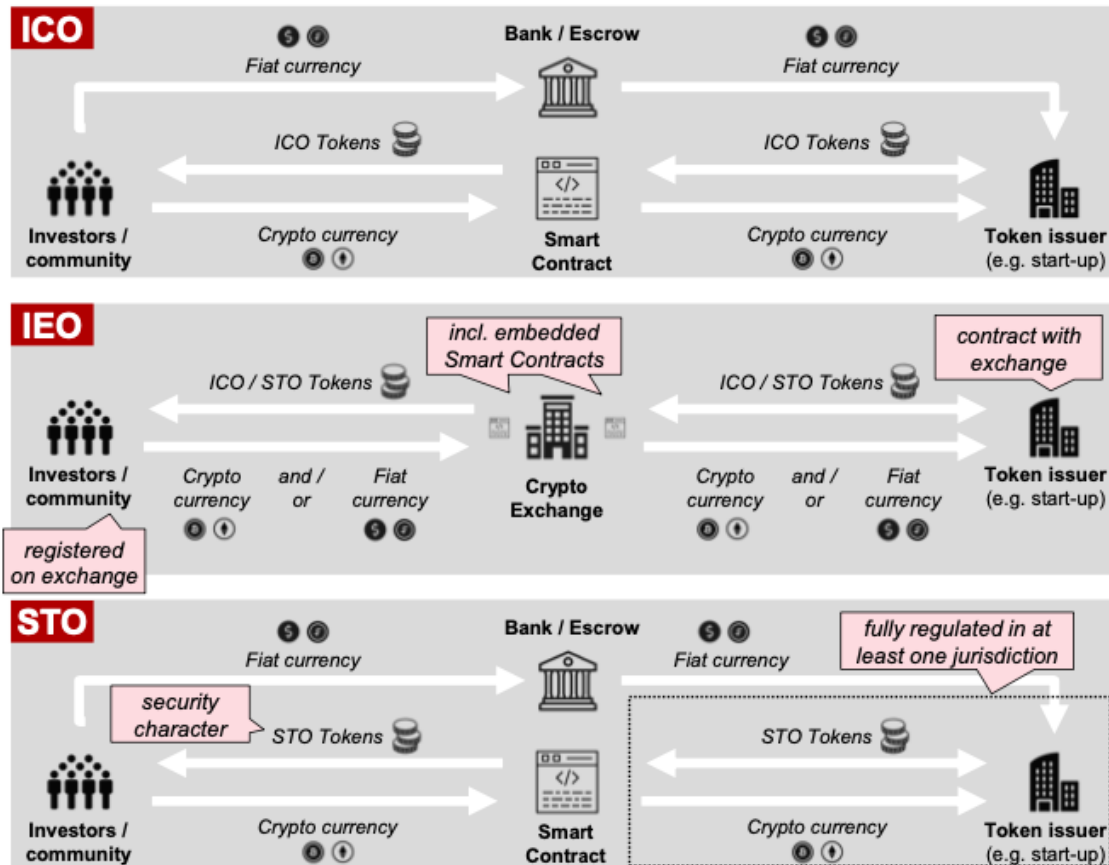 ICO
Bank / Escrow
Fiat currency
Fiat currency
ICO Tokens
ICO Tokens
Investors /
community
Crypto currency
Smart
Contract
Crypto currency
Token issuer
(e.g. start-up)
IEO
incl. embedded
Smart Contracts
contract with
exchange
ICO / STO Tokens
ICO / STO Tokens
Investors /
community
Crypto
currency
and /
or
Fiat
currency
Crypto
Exchange
Crypto
currency
and /
or
Fiat
currency
Token issuer
(e.g. start-up)
registered
on exchange
STO
Bank / Escrow
Fiat currency
Fiat currency
fully regulated in at
least one jurisdiction
security
character
STO Tokens
STO Tokens
Investors /
community
Crypto currency
Smart
Contract
Crypto currency
Token issuer
(e.g. start-up)